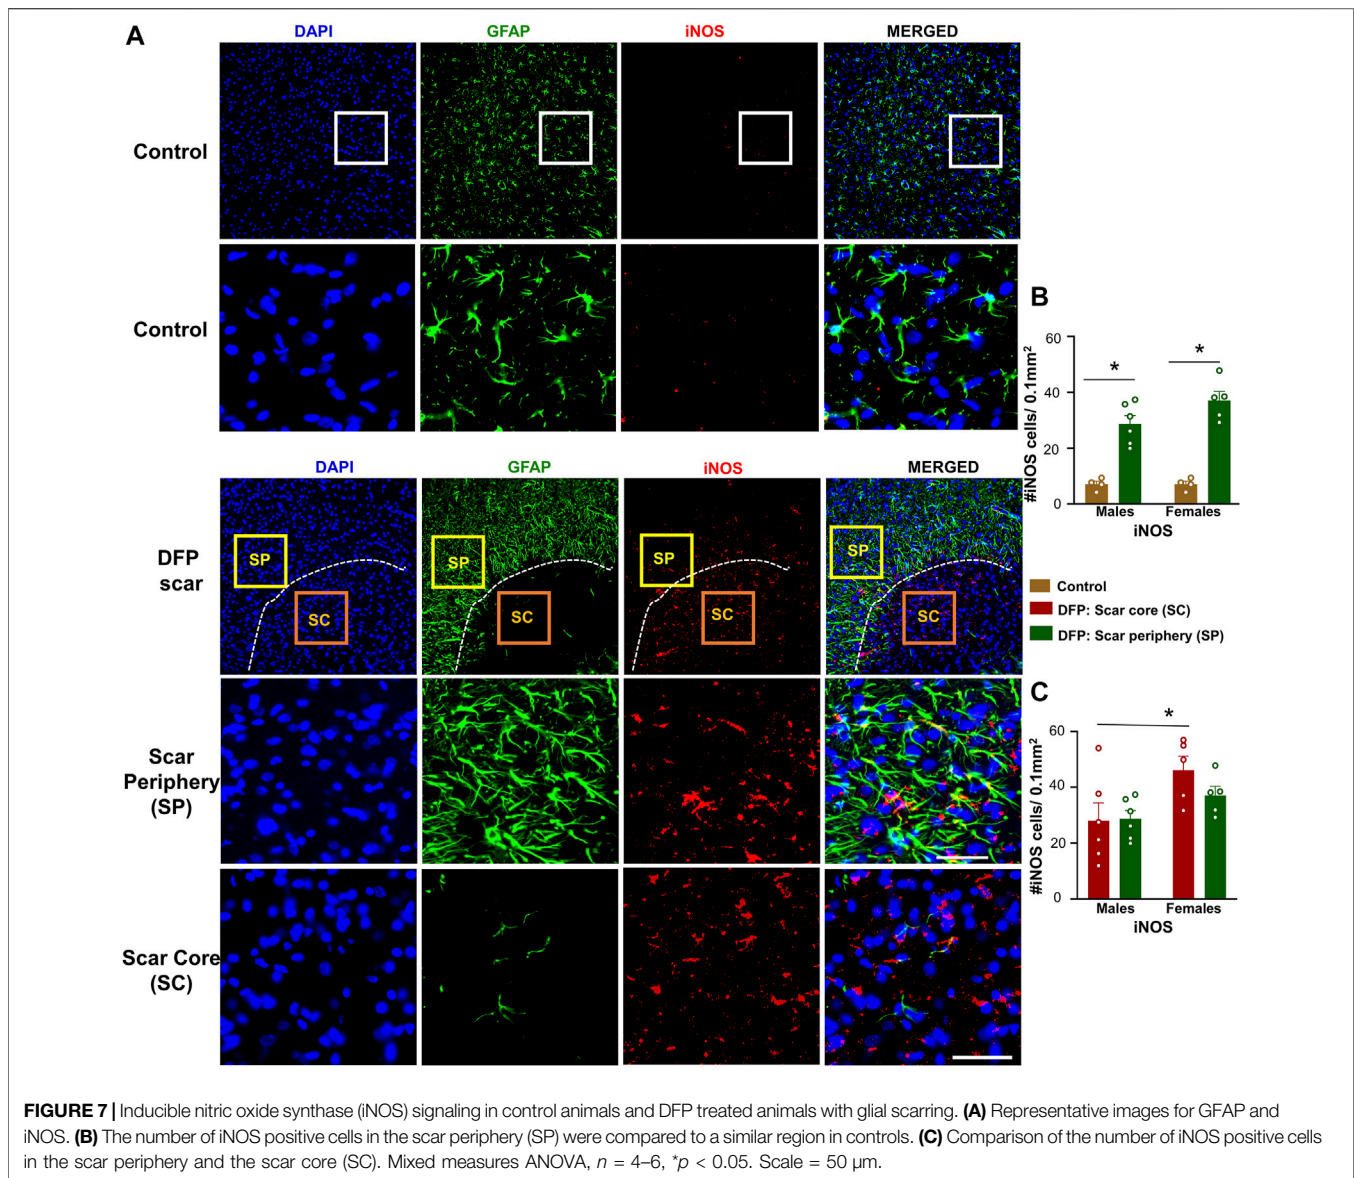 A
DAPI GFAP iNOS MERGED
Control
Control
DAPI GFAP iNOS MERGED
DFP
scar
SP SP SP SP
SC SC SC SC
Scar
Periphery
(SP)
Scar Core
(SC)
B
#iNOS cells/ 0.1mm²
60
40
20
0
* *
Males Females
iNOS
Control
DFP: Scar core (SC)
DFP: Scar periphery (SP)
C
#iNOS cells/ 0.1mm²
60
40
20
0
*
Males Females
iNOS
FIGURE 7 | Inducible nitric oxide synthase (iNOS) signaling in control animals and DFP treated animals with glial scarring. (A) Representative images for GFAP and
iNOS. (B) The number of iNOS positive cells in the scar periphery (SP) were compared to a similar region in controls. (C) Comparison of the number of iNOS positive cells
in the scar periphery and the scar core (SC). Mixed measures ANOVA, n = 4–6, *p < 0.05. Scale = 50 µm.